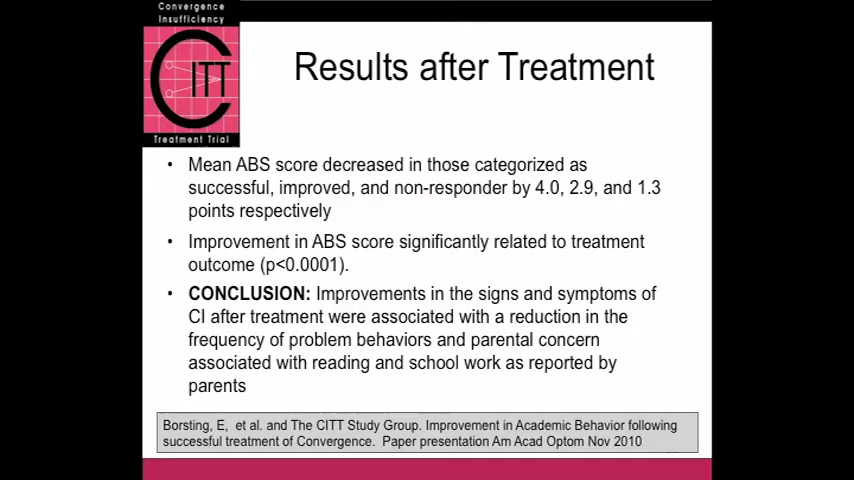 Convergence
Insufficiency
CITT
Treatment Trial
Results after Treatment
• Mean ABS score decreased in those categorized as
successful, improved, and non-responder by 4.0, 2.9, and 1.3
points respectively
• Improvement in ABS score significantly related to treatment
outcome (p<0.0001).
• CONCLUSION: Improvements in the signs and symptoms of
CI after treatment were associated with a reduction in the
frequency of problem behaviors and parental concern
associated with reading and school work as reported by
parents
Borsting, E, et al. and The CITT Study Group. Improvement in Academic Behavior following
successful treatment of Convergence. Paper presentation Am Acad Optom Nov 2010